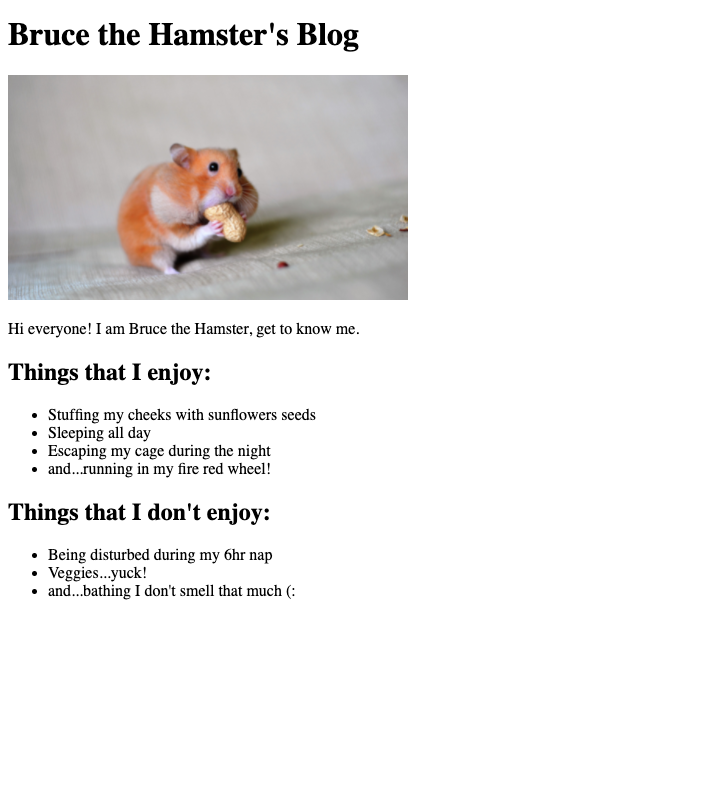 Bruce the Hamster's Blog
Hi everyone! I am Bruce the Hamster, get to know me.
Things that I enjoy:
• Stuffing my cheeks with sunflowers seeds
• Sleeping all day
• Escaping my cage during the night
• and...running in my fire red wheel!
Things that I don't enjoy:
• Being disturbed during my 6hr nap
• Veggies...yuck!
• and...bathing I don't smell that much (: